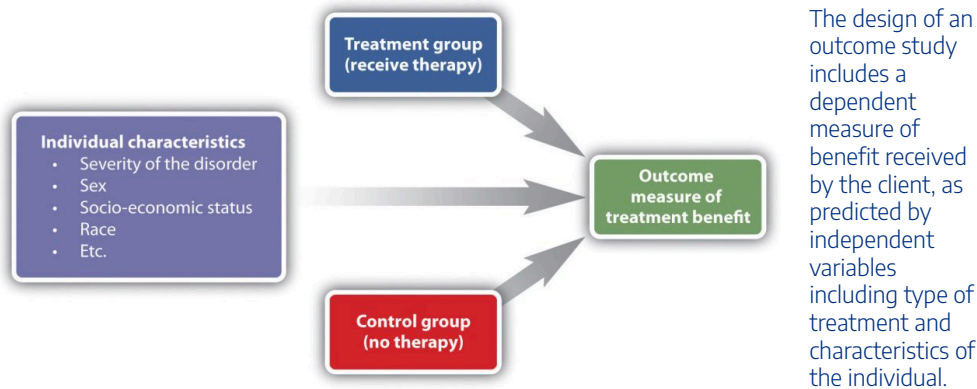 Treatment group
(receive therapy)
Individual characteristics
• Severity of the disorder
• Sex
• Socio-economic status
• Race
• Etc.
Outcome
measure of
treatment benefit
Control group
(no therapy)
The design of an
outcome study
includes a
dependent
measure of
benefit received
by the client, as
predicted by
independent
variables
including type of
treatment and
characteristics of
the individual.